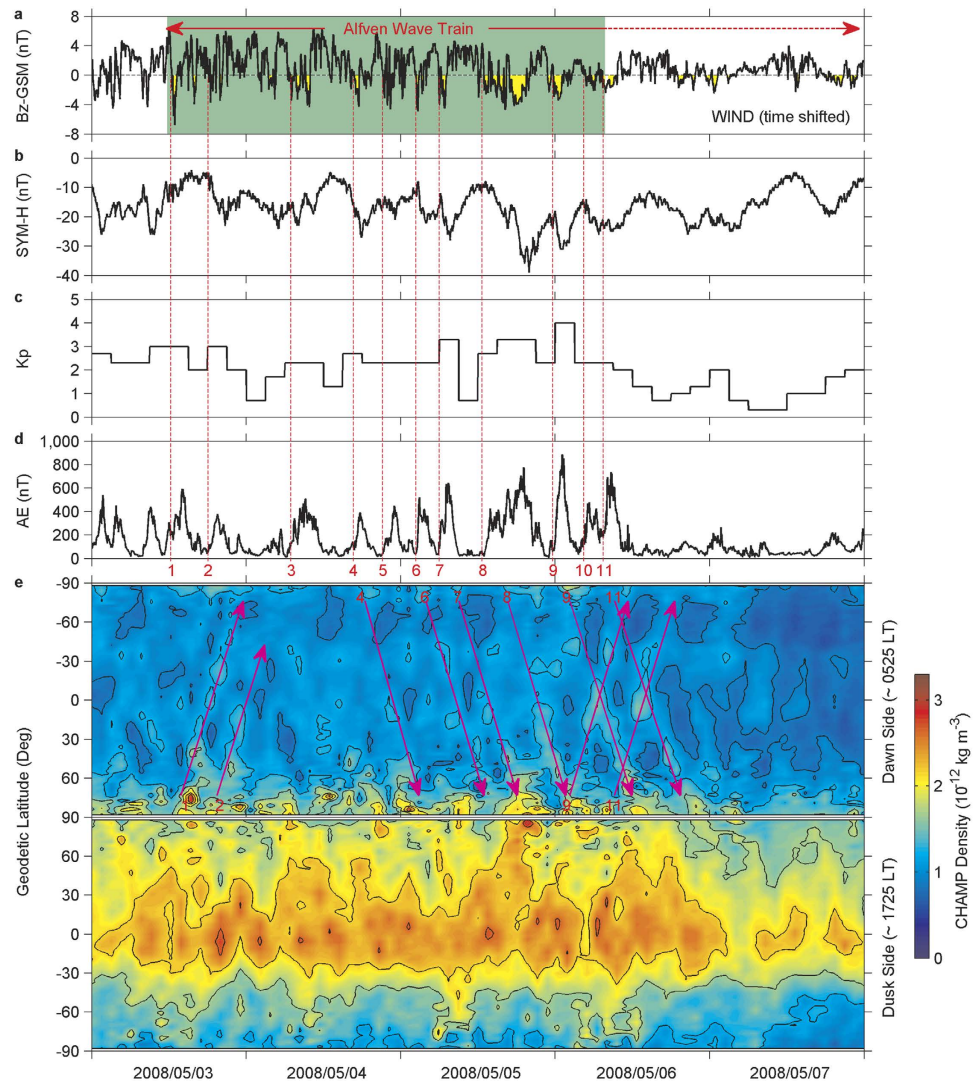 a
8
4
0
-4
-8
Bz-GSM (nT)
Alfven Wave Train
WIND (time shifted)
b
0
-10
-20
-30
-40
SYM-H (nT)
c
5
4
3
2
1
0
Kp
d
1,000
800
600
400
200
0
AE (nT)
1 2 3 4 5 6 7 8 9 10 11
e
-90
-60
-30
0
30
60
90
4 6 7 8 9 11
1 2 9 11
Dawn Side (~ 0525 LT)
Geodetic Latitude (Deg)
60
30
0
-30
-60
-90
Dusk Side (~ 1725 LT)
3
2
1
0
CHAMP Density (10⁻¹² kg m⁻³)
2008/05/03 2008/05/04 2008/05/05 2008/05/06 2008/05/07